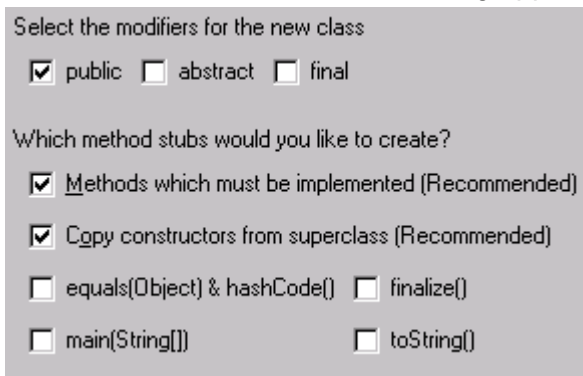 Select the modifiers for the new class
public abstract final
Which method stubs would you like to create?
Methods which must be implemented (Recommended)
Copy constructors from superclass (Recommended)
equals(Object) & hashCode() finalize()
main(String[]) toString()